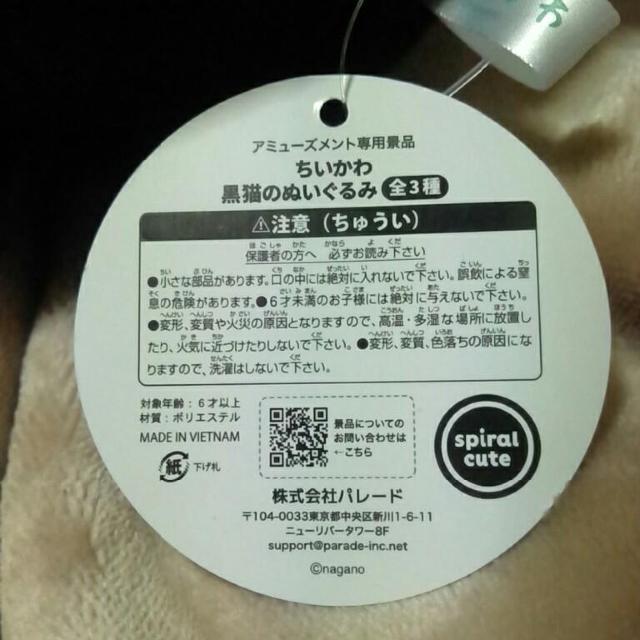 わ
アミューズメント専用景品
ちいかわ
黒猫のぬいぐるみ 全3種
⚠注意（ちゅうい）
保護者の方へ 必ずお読み下さい
●小さな部品があります。口の中には絶対に入れないで下さい。誤飲による窒
息の危険があります。●6才未満のお子様には絶対に与えないで下さい。
●変形、変質や火災の原因となりますので、高温・多湿な場所に放置し
たり、火気に近づけたりしないで下さい。●変形、変質、色落ちの原因にな
りますので、洗濯はしないで下さい。
対象年齢：6才以上
材質：ポリエステル
MADE IN VIETNAM
紙 下げ札
景品についての
お問い合わせは
←こちら
spiral
cute
株式会社パレード
〒104-0033東京都中央区新川1-6-11
ニューリバータワー8F
support@parade-inc.net
©nagano